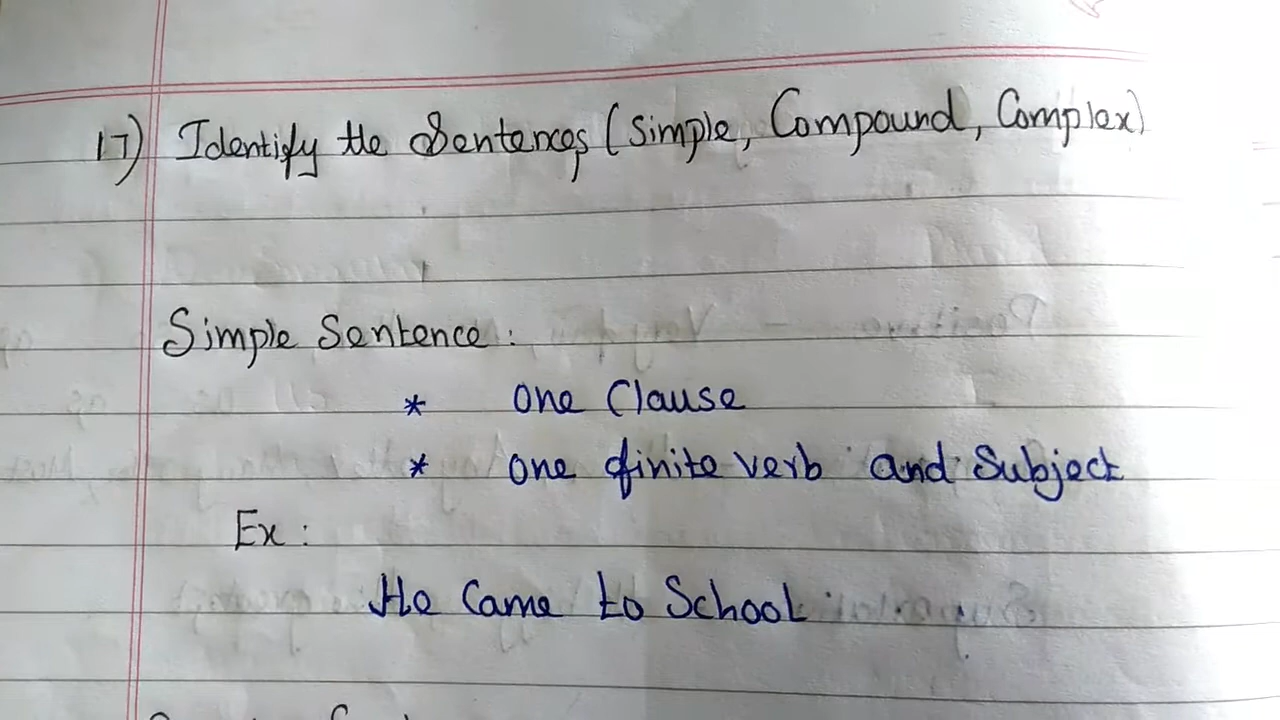 17) Identify the Sentences (Simple, Compound, Complex)
Simple Sentence :
* one Clause
* one finite verb and Subject
Ex :
He Came to School